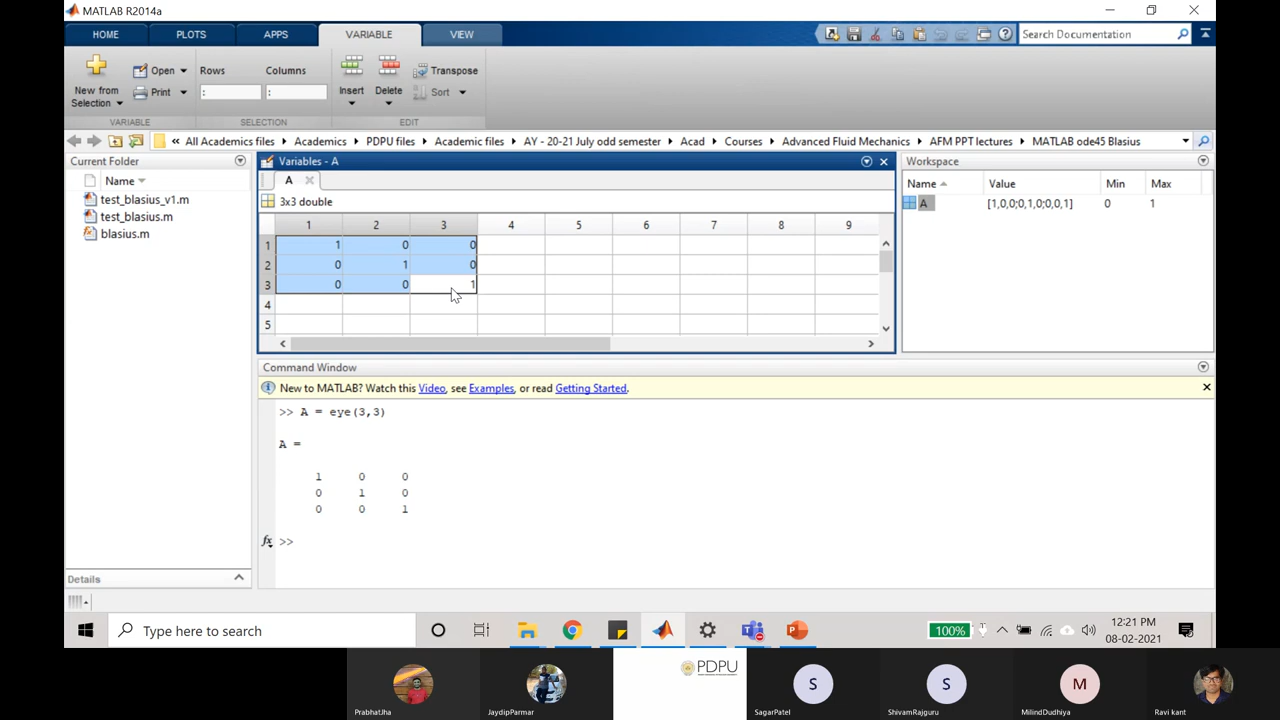 MATLAB R2014a
HOME PLOTS APPS VARIABLE VIEW
Search Documentation
New from Selection
Open
Print
Rows Columns
: :
Insert
Delete
Transpose
Sort
VARIABLE SELECTION EDIT
« All Academics files Academics PDPU files Academic files AY - 20-21 July odd semester Acad Courses Advanced Fluid Mechanics AFM PPT lectures MATLAB ode45 Blasius
Current Folder
Name
test_blasius_v1.m
test_blasius.m
blasius.m
Details
Variables - A
A
3x3 double
1 2 3 4 5 6 7 8 9
1 1 0 0
2 0 1 0
3 0 0 1
4
5
Workspace
Name Value Min Max
A [1,0,0;0,1,0;0,0,1] 0 1
Command Window
New to MATLAB? Watch this Video, see Examples, or read Getting Started.
>> A = eye(3,3)
A =
1 0 0
0 1 0
0 0 1
fx >>
Type here to search
100%
12:21 PM
08-02-2021
PDPU
S S M
PrabhatJha JaydipParmar SagarPatel ShivamRajguru MilindDudhiya Ravi kant